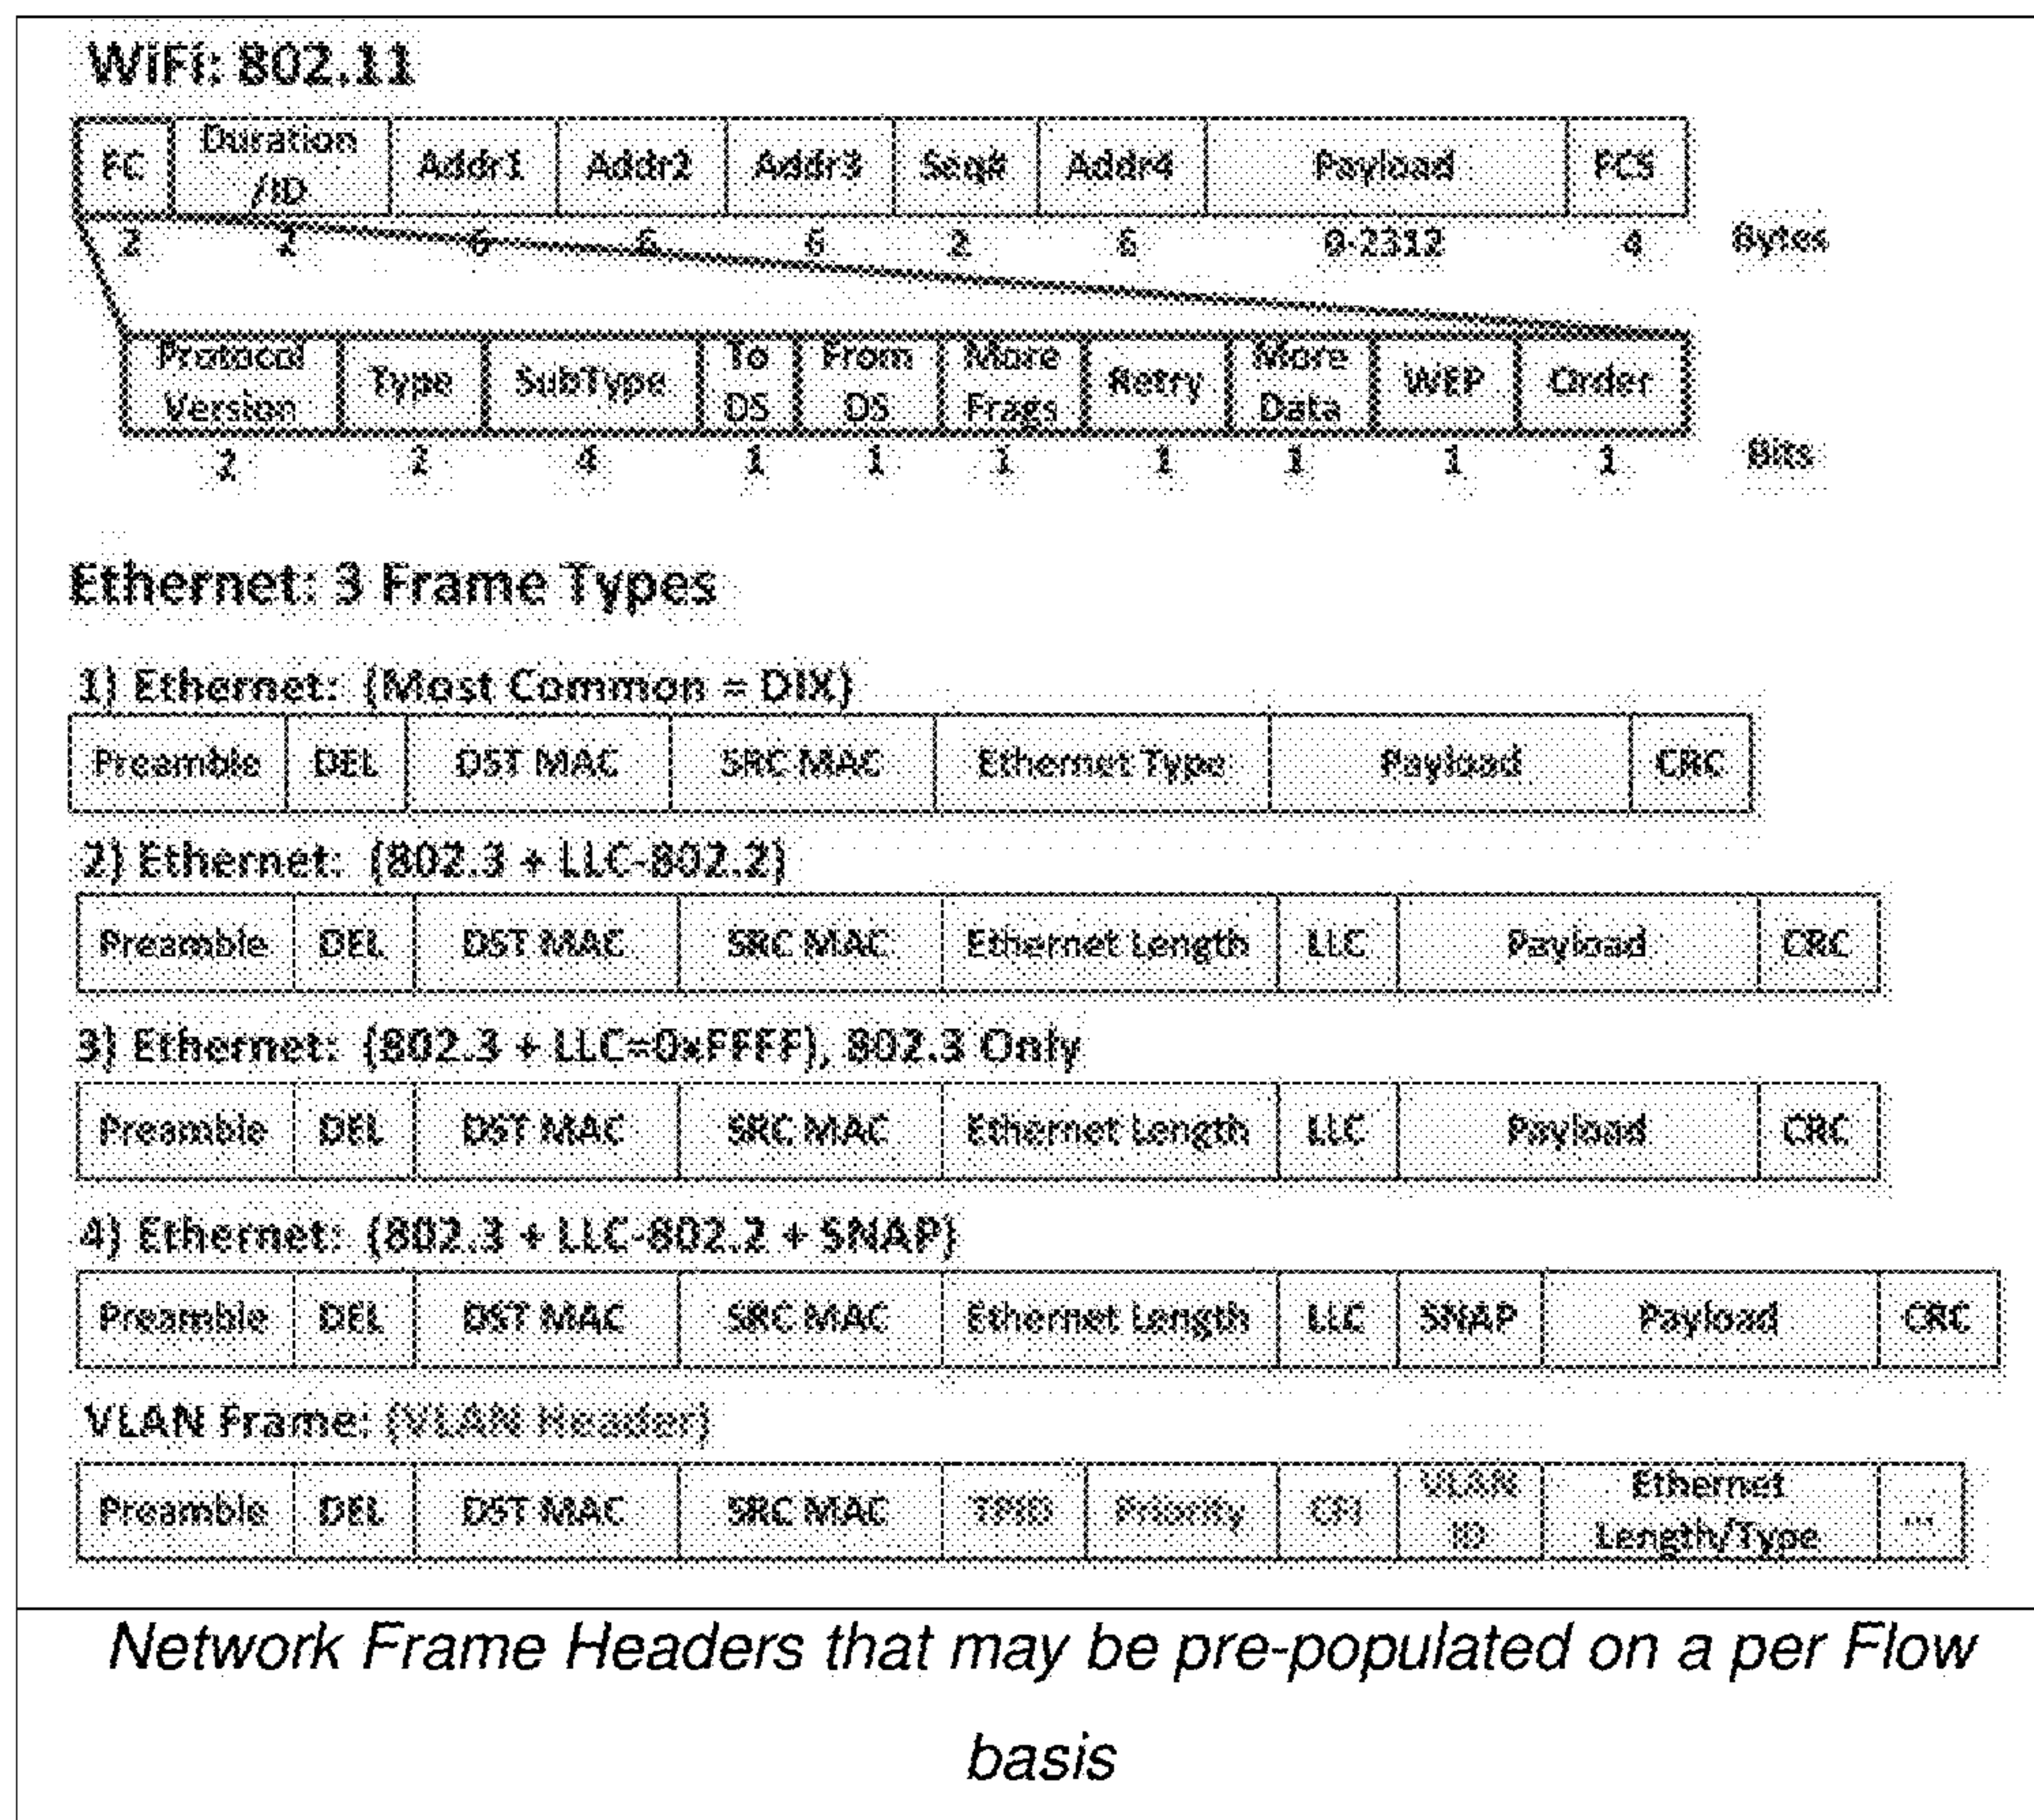 WiFi: 802.11
FC Duration /ID Addr1 Addr2 Addr3 Seq# Addr4 Payload FCS
2 2 6 6 6 2 6 0-2312 4 Bytes
Protocol Version Type SubType To DS From DS More Frags Retry More Data WEP Order
2 2 4 1 1 1 1 1 1 1 Bits
Ethernet: 3 Frame Types
1) Ethernet: (Most Common = DIX)
Preamble DEL DST MAC SRC MAC Ethernet Type Payload CRC
2) Ethernet: (802.3 + LLC-802.2)
Preamble DEL DST MAC SRC MAC Ethernet Length LLC Payload CRC
3) Ethernet: (802.3 + LLC=0xFFFF), 802.3 Only
Preamble DEL DST MAC SRC MAC Ethernet Length LLC Payload CRC
4) Ethernet: (802.3 + LLC-802.2 + SNAP)
Preamble DEL DST MAC SRC MAC Ethernet Length LLC SNAP Payload CRC
VLAN Frame: (VLAN Header)
Preamble DEL DST MAC SRC MAC TPID Priority CFI VLAN ID Ethernet Length/Type ...
Network Frame Headers that may be pre-populated on a per Flow
basis